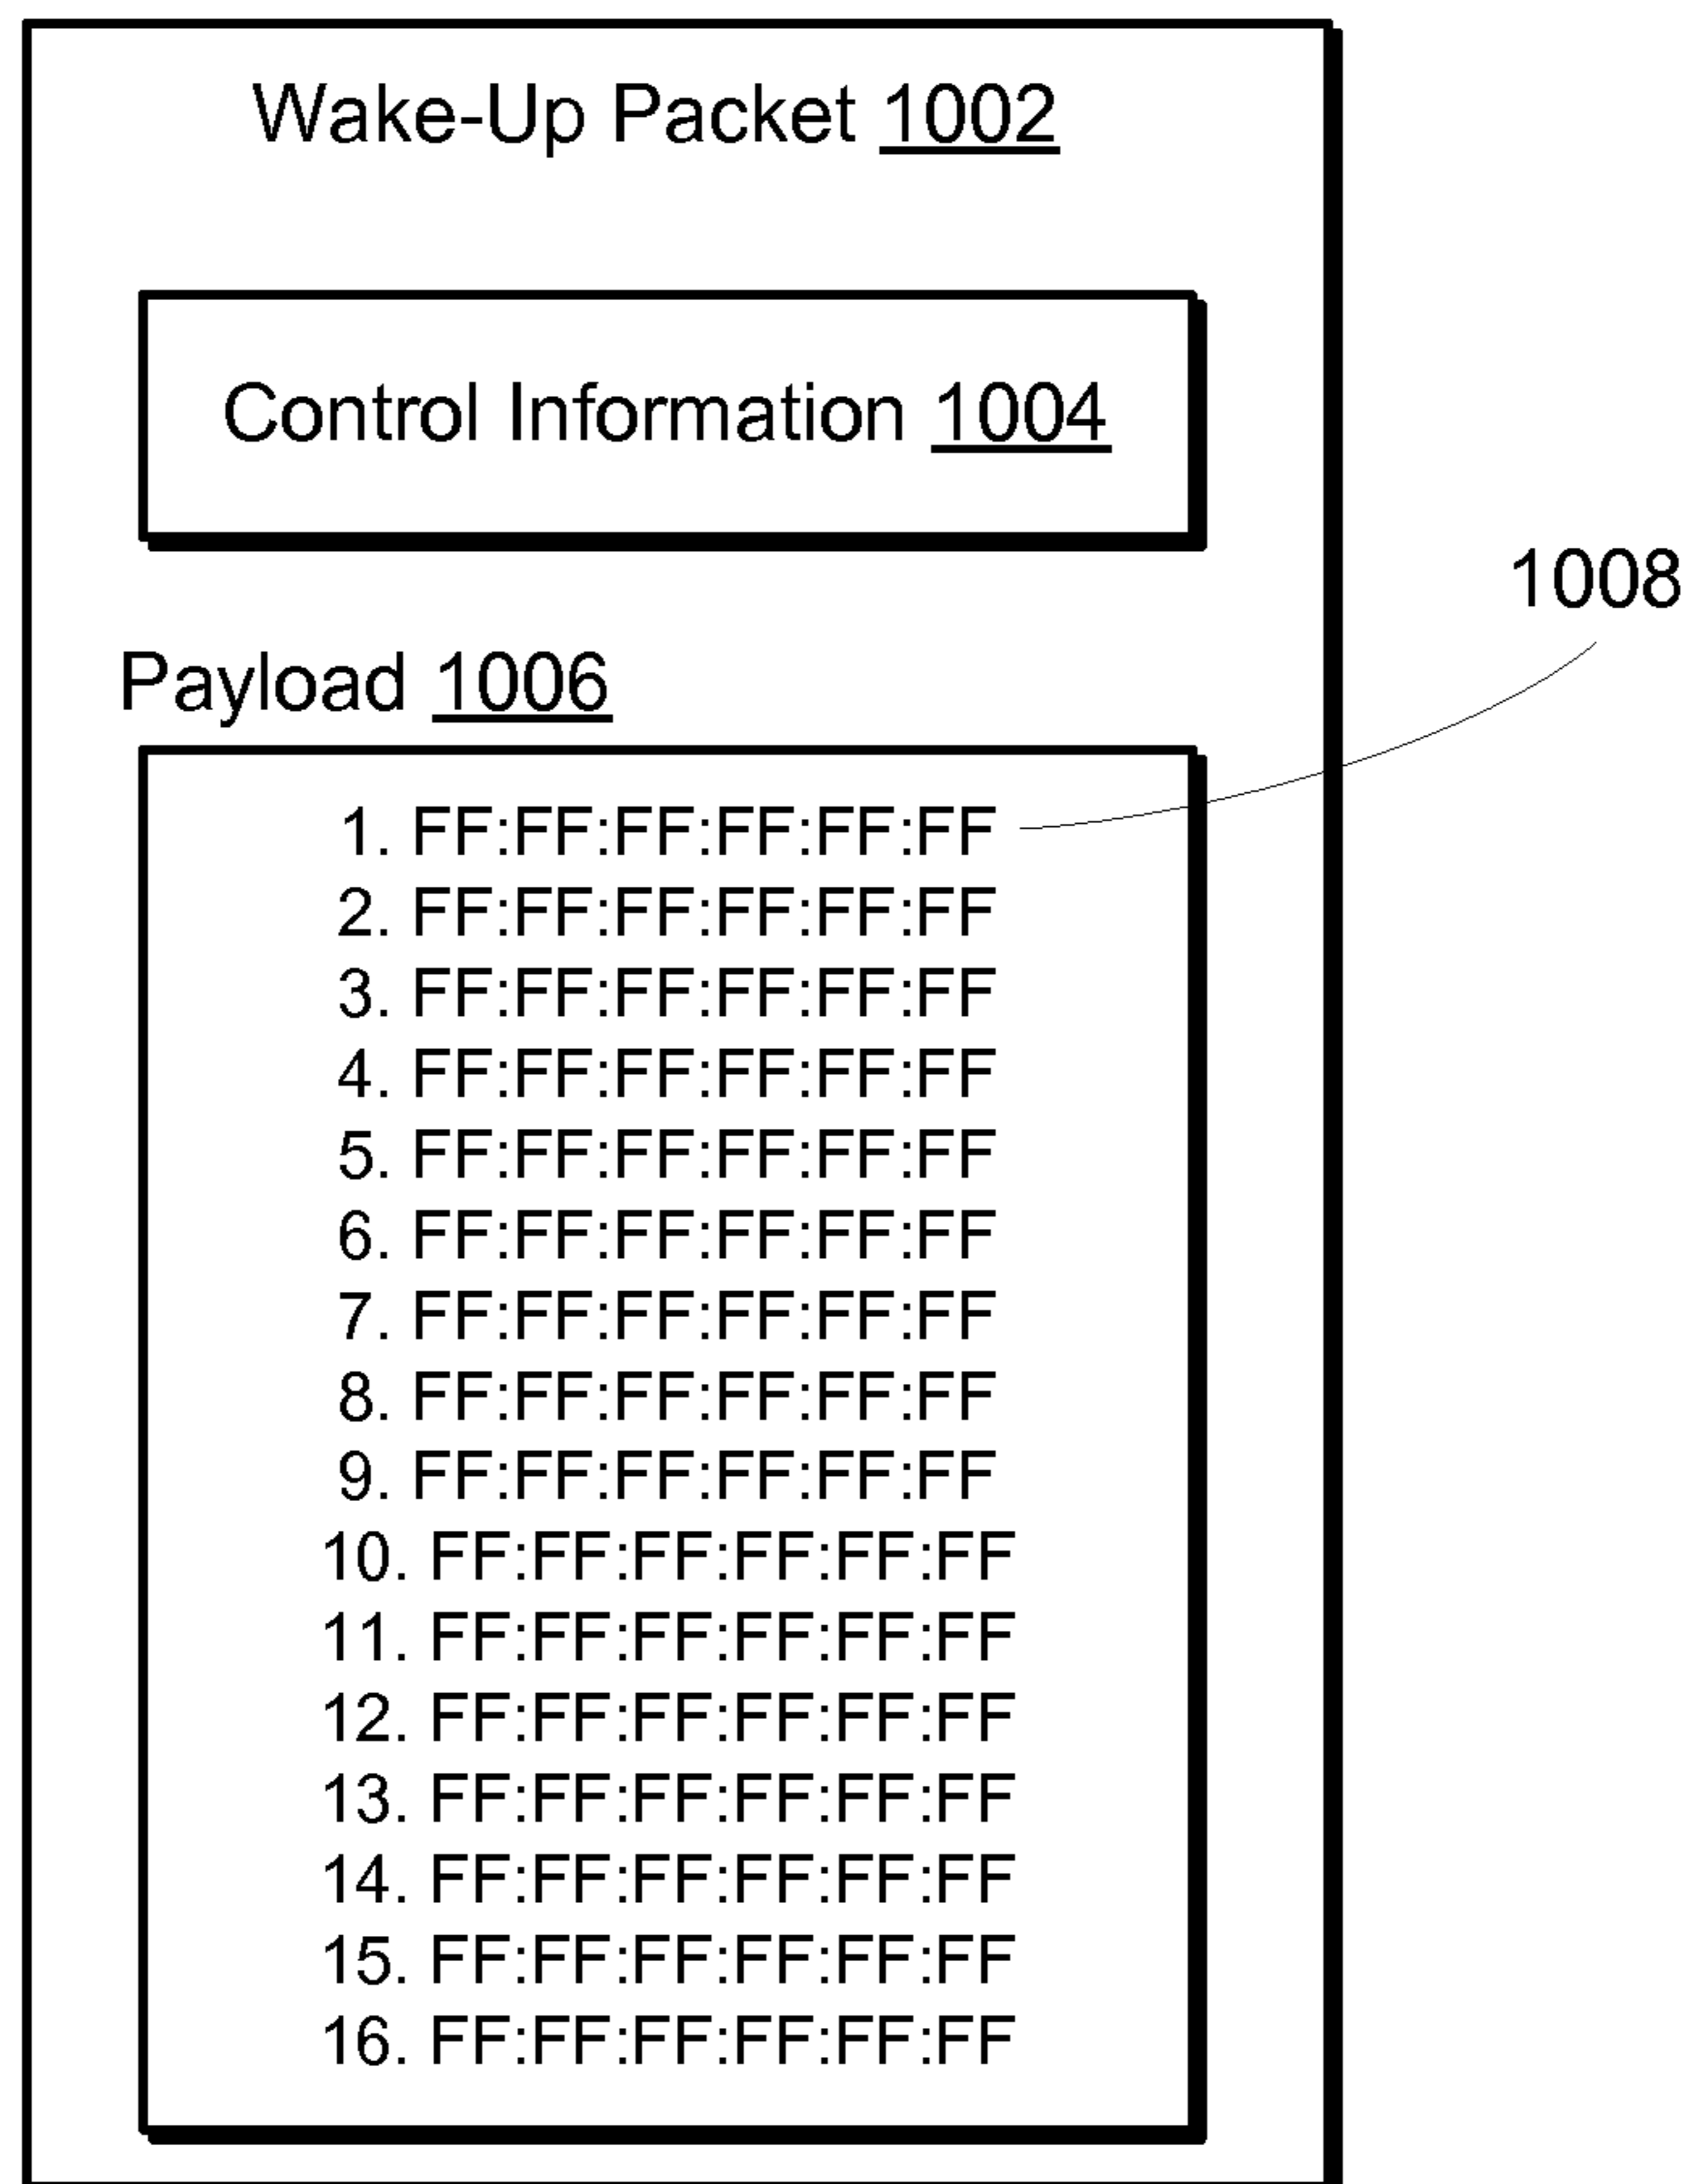 Wake-Up Packet 1002
Control Information 1004
1008
Payload 1006
1. FF:FF:FF:FF:FF:FF
2. FF:FF:FF:FF:FF:FF
3. FF:FF:FF:FF:FF:FF
4. FF:FF:FF:FF:FF:FF
5. FF:FF:FF:FF:FF:FF
6. FF:FF:FF:FF:FF:FF
7. FF:FF:FF:FF:FF:FF
8. FF:FF:FF:FF:FF:FF
9. FF:FF:FF:FF:FF:FF
10. FF:FF:FF:FF:FF:FF
11. FF:FF:FF:FF:FF:FF
12. FF:FF:FF:FF:FF:FF
13. FF:FF:FF:FF:FF:FF
14. FF:FF:FF:FF:FF:FF
15. FF:FF:FF:FF:FF:FF
16. FF:FF:FF:FF:FF:FF